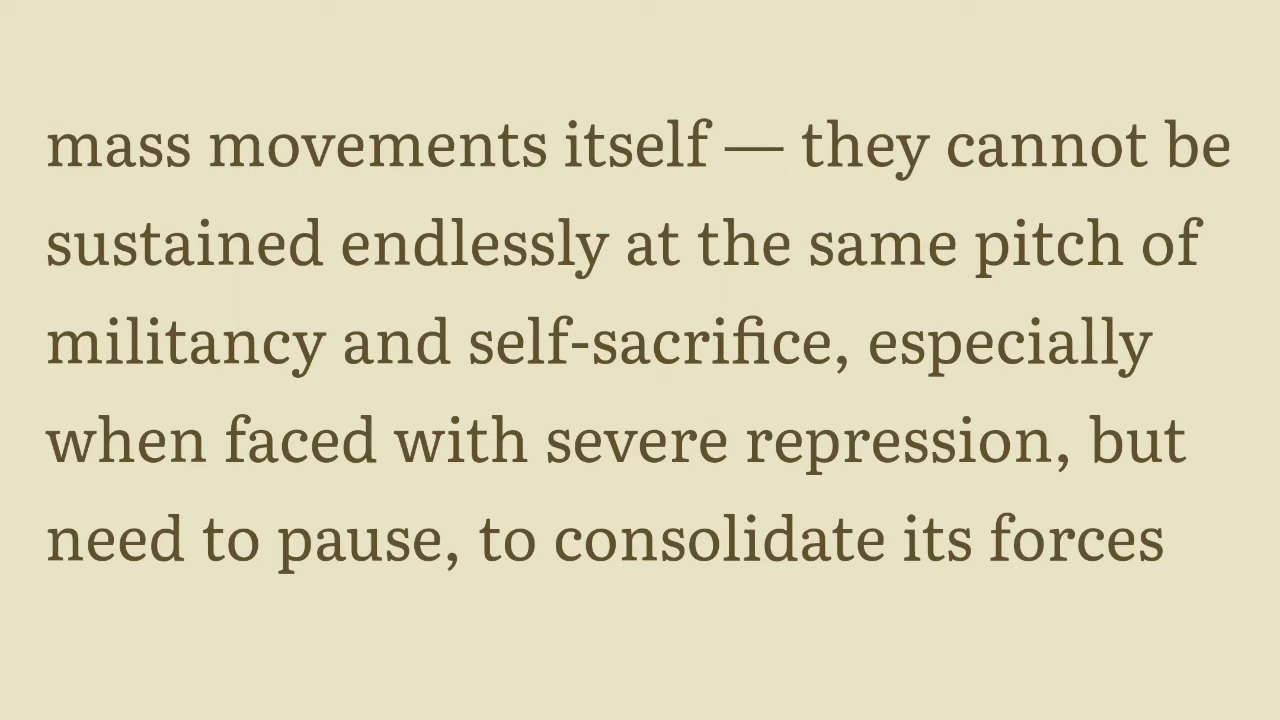 mass movements itself — they cannot be
sustained endlessly at the same pitch of
militancy and self-sacrifice, especially
when faced with severe repression, but
need to pause, to consolidate its forces